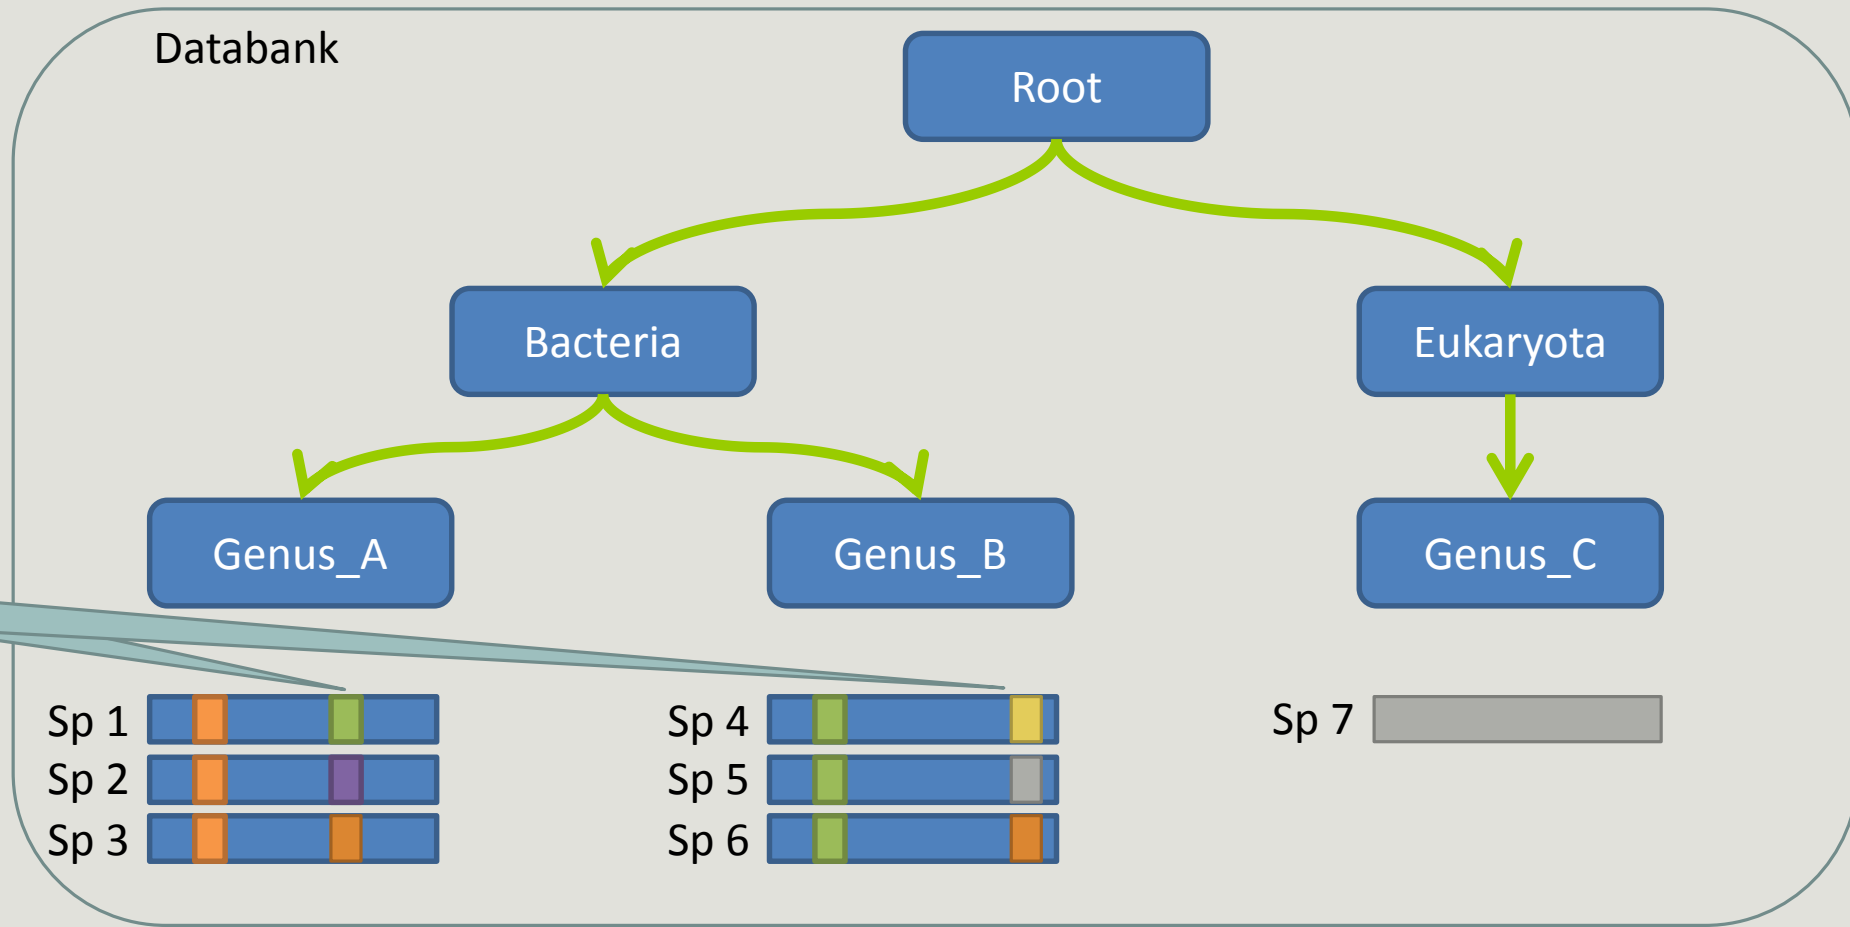 Databank
Root
Bacteria
Eukaryota
Genus_A
Genus_B
Genus_C
Sp 1
Sp 4
Sp 7
Sp 2
Sp 5
Sp 3
Sp 6